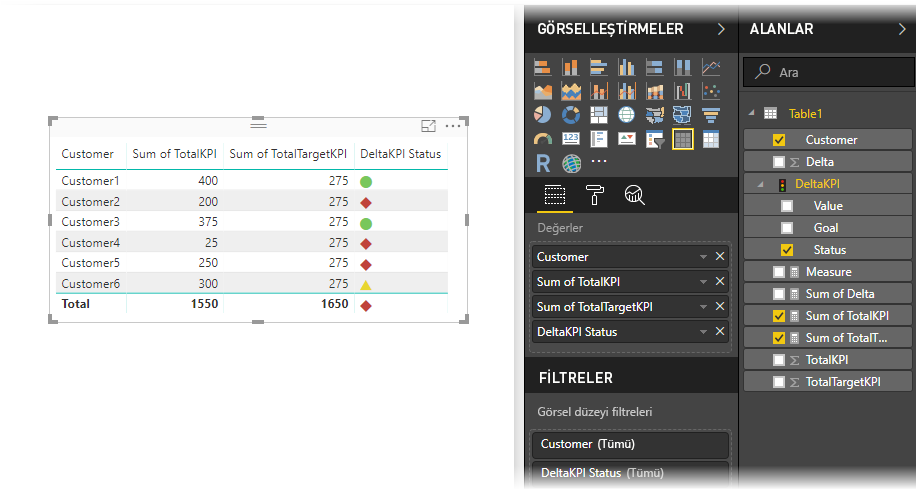 GÖRSELLEŞTİRMELER
ALANLAR
Ara
Table1
Customer
Delta
DeltaKPI
Value
Goal
Status
Measure
Sum of Delta
Sum of TotalKPI
Sum of TotalT...
TotalKPI
TotalTargetKPI
123
R
Değerler
Customer
Sum of TotalKPI
Sum of TotalTargetKPI
DeltaKPI Status
FİLTRELER
Görsel düzeyi filtreleri
Customer (Tümü)
DeltaKPI Status (Tümü)
Customer Sum of TotalKPI Sum of TotalTargetKPI DeltaKPI Status
Customer1 400 275
Customer2 200 275
Customer3 375 275
Customer4 25 275
Customer5 250 275
Customer6 300 275
Total 1550 1650